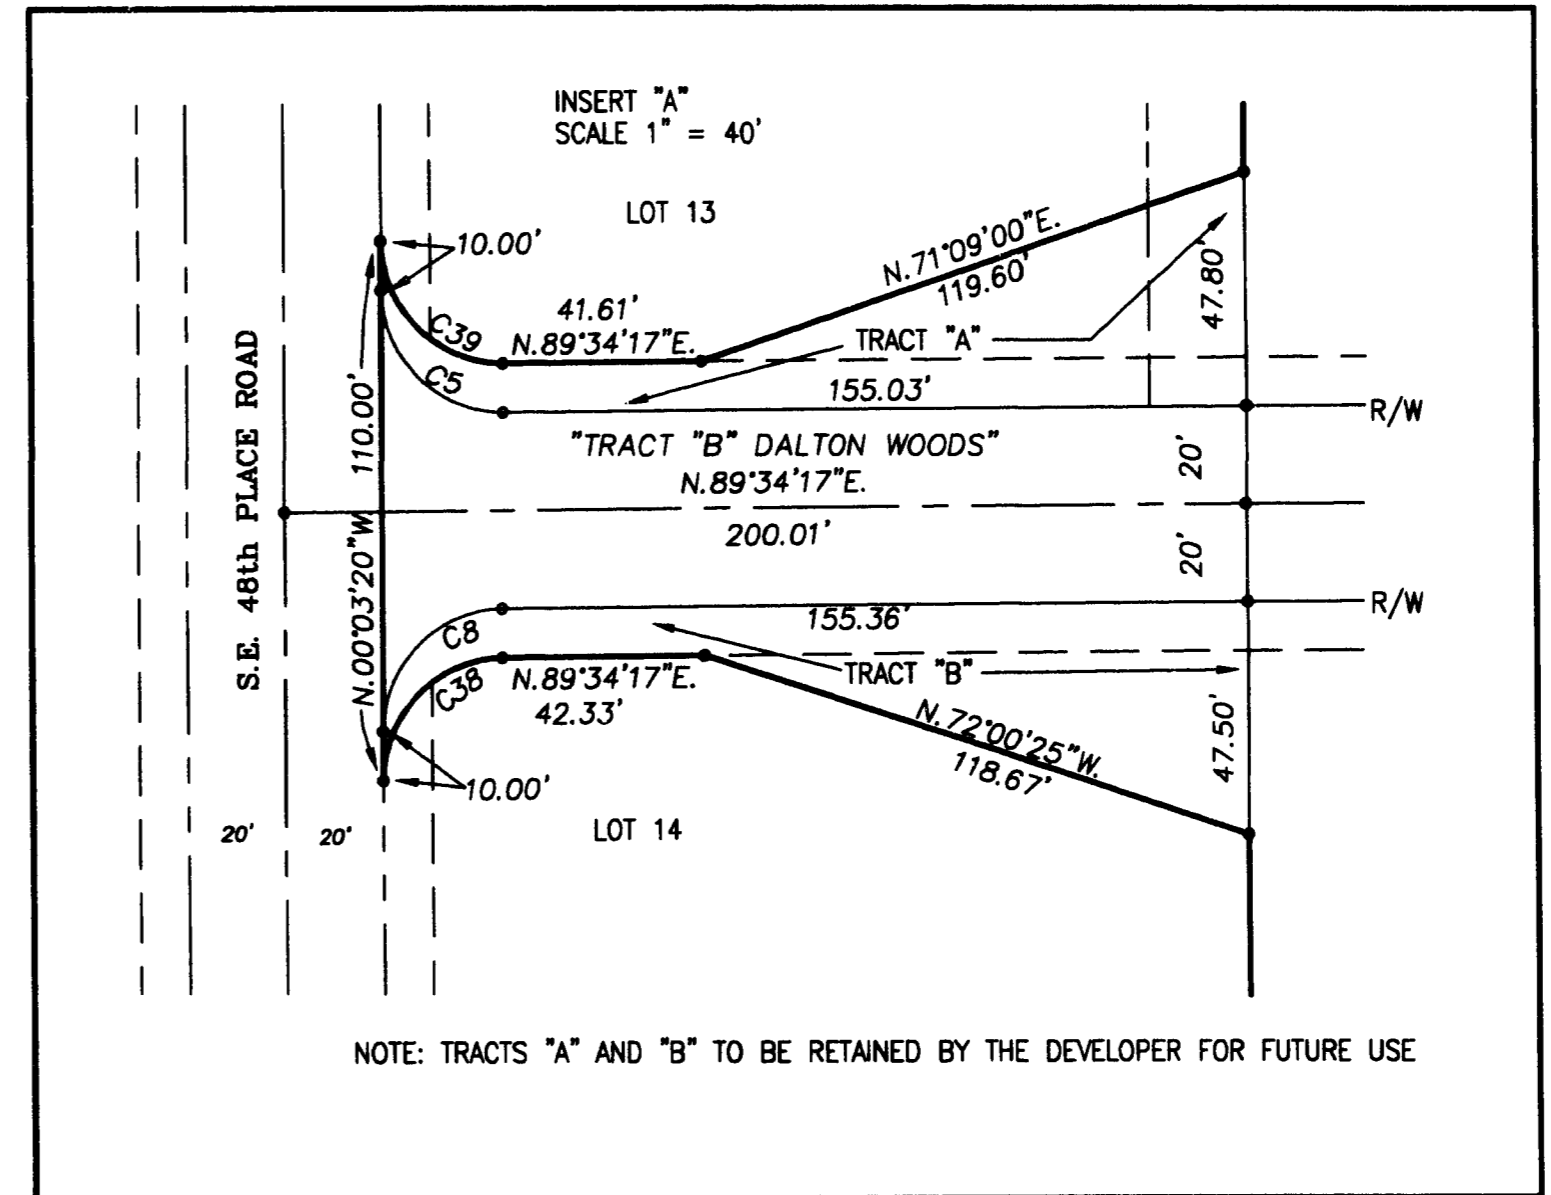 INSERT "A"
SCALE 1" = 40'
LOT 13
10.00'
N.71°09'00"E.
119.60'
47.80'
41.61'
N.89°34'17"E.
C39
C5
TRACT "A"
155.03'
R/W
S.E. 48th PLACE ROAD
110.00'
N.00°03'20"W.
"TRACT "B" DALTON WOODS"
N.89°34'17"E.
200.01'
20'
20'
155.36'
R/W
C8
C38
N.89°34'17"E.
42.33'
TRACT "B"
N.72°00'25"W.
118.67'
47.50'
10.00'
20'
20'
LOT 14
NOTE: TRACTS "A" AND "B" TO BE RETAINED BY THE DEVELOPER FOR FUTURE USE